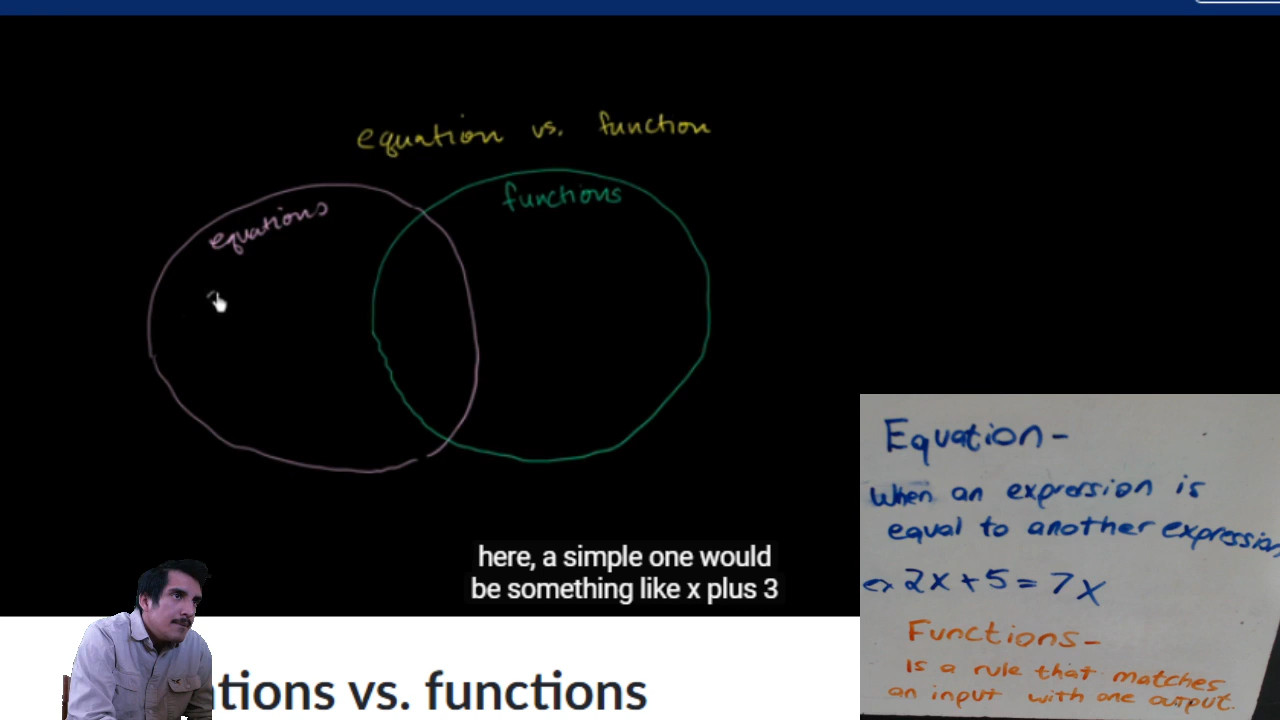 equation vs. function
equations
functions
here, a simple one would
be something like x plus 3
tions vs. functions
Equation-
When an expression is
equal to another expression
ex 2x+5=7x
Functions-
Is a rule that matches
an input with one output.